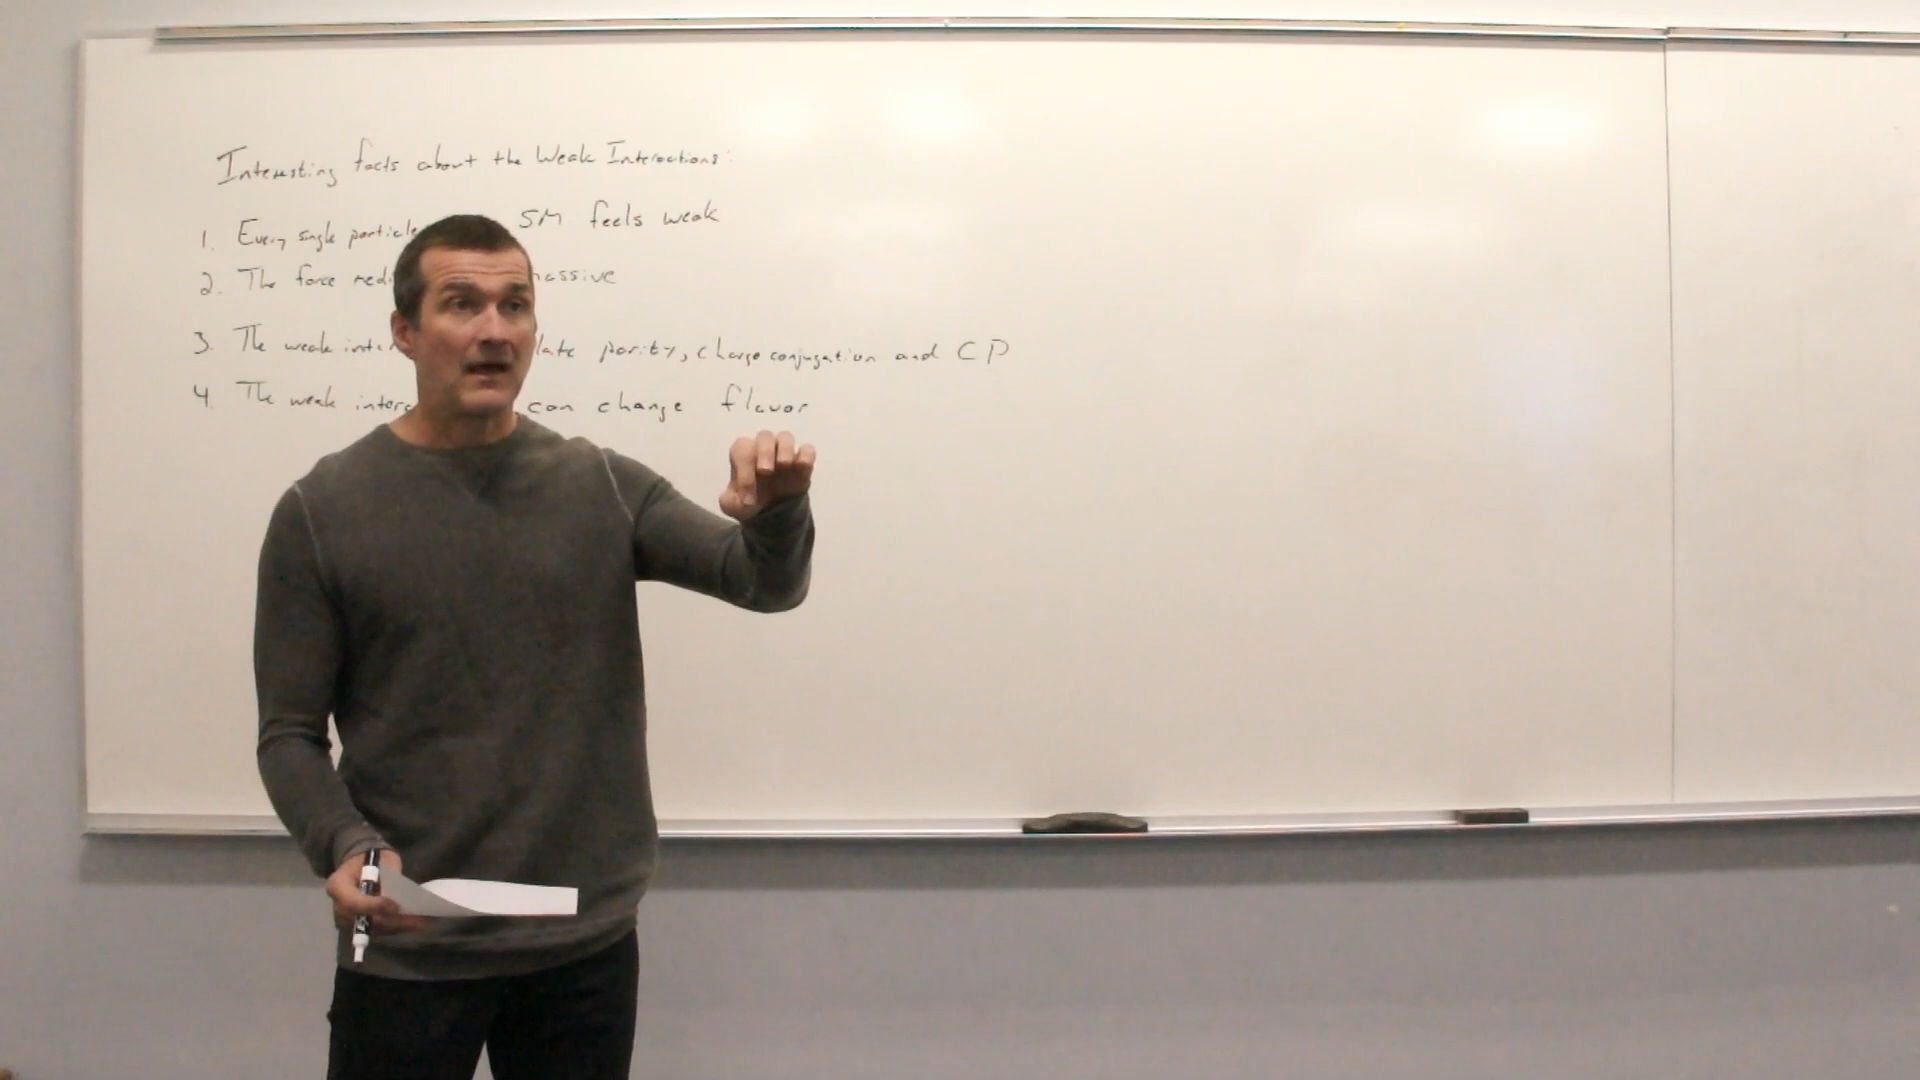 Interesting facts about the Weak Interactions:
1. Every single particle SM feels weak
2. The force medi massive
3. The weak inter late parity, charge conjugation and CP
4. The weak interac can change flavor